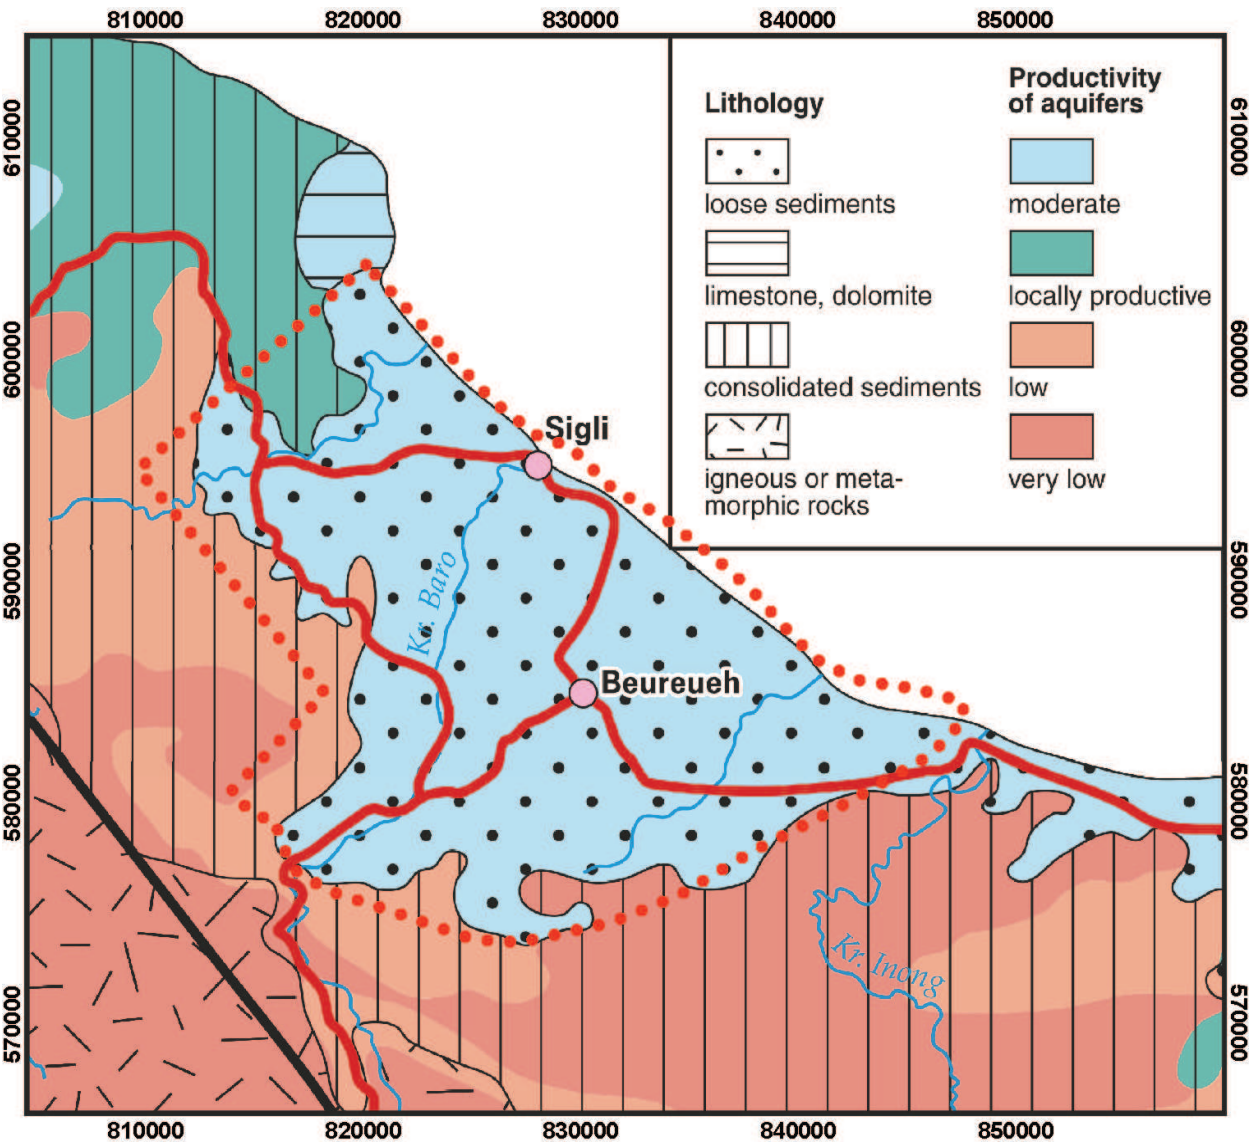 810000 820000 830000 840000 850000
610000
600000
590000
580000
570000
Lithology
loose sediments
limestone, dolomite
consolidated sediments
igneous or meta-
morphic rocks
Productivity
of aquifers
moderate
locally productive
low
very low
610000
600000
590000
580000
570000
Sigli
Kr. Baro
Beureueh
Kr. Inong
810000 820000 830000 840000 850000